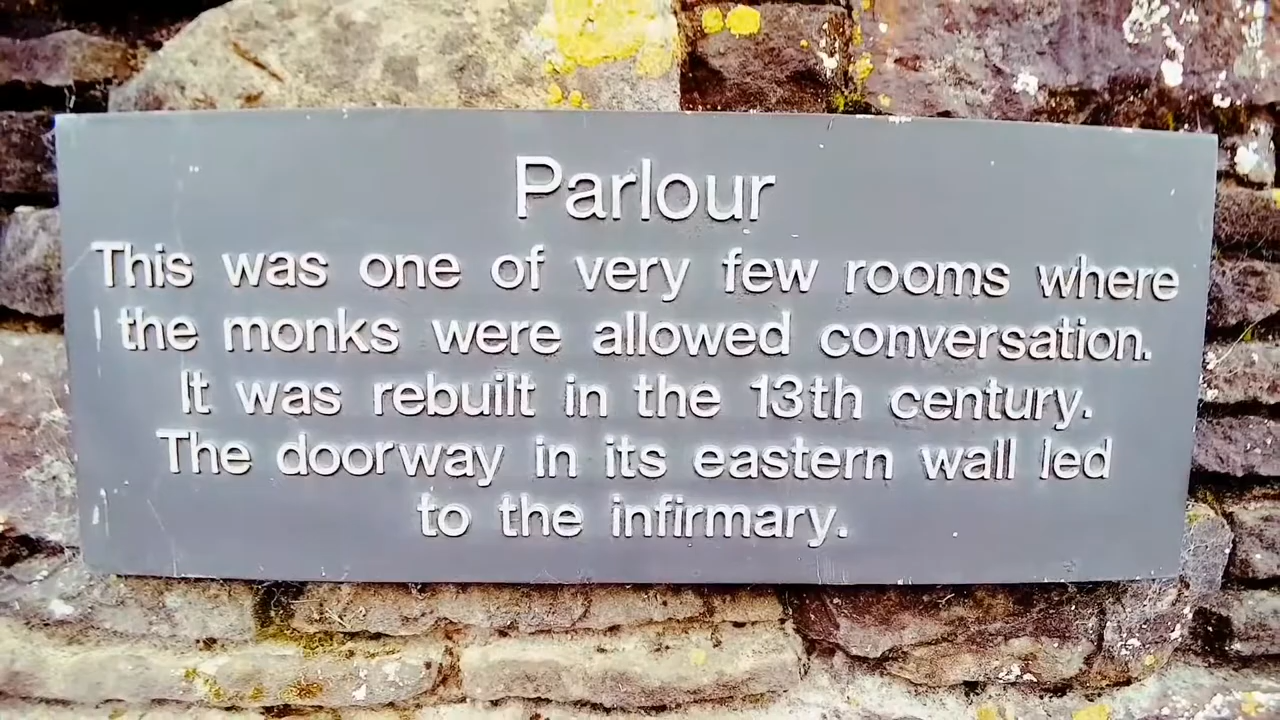 Parlour
This was one of very few rooms where
the monks were allowed conversation.
It was rebuilt in the 13th century.
The doorway in its eastern wall led
to the infirmary.